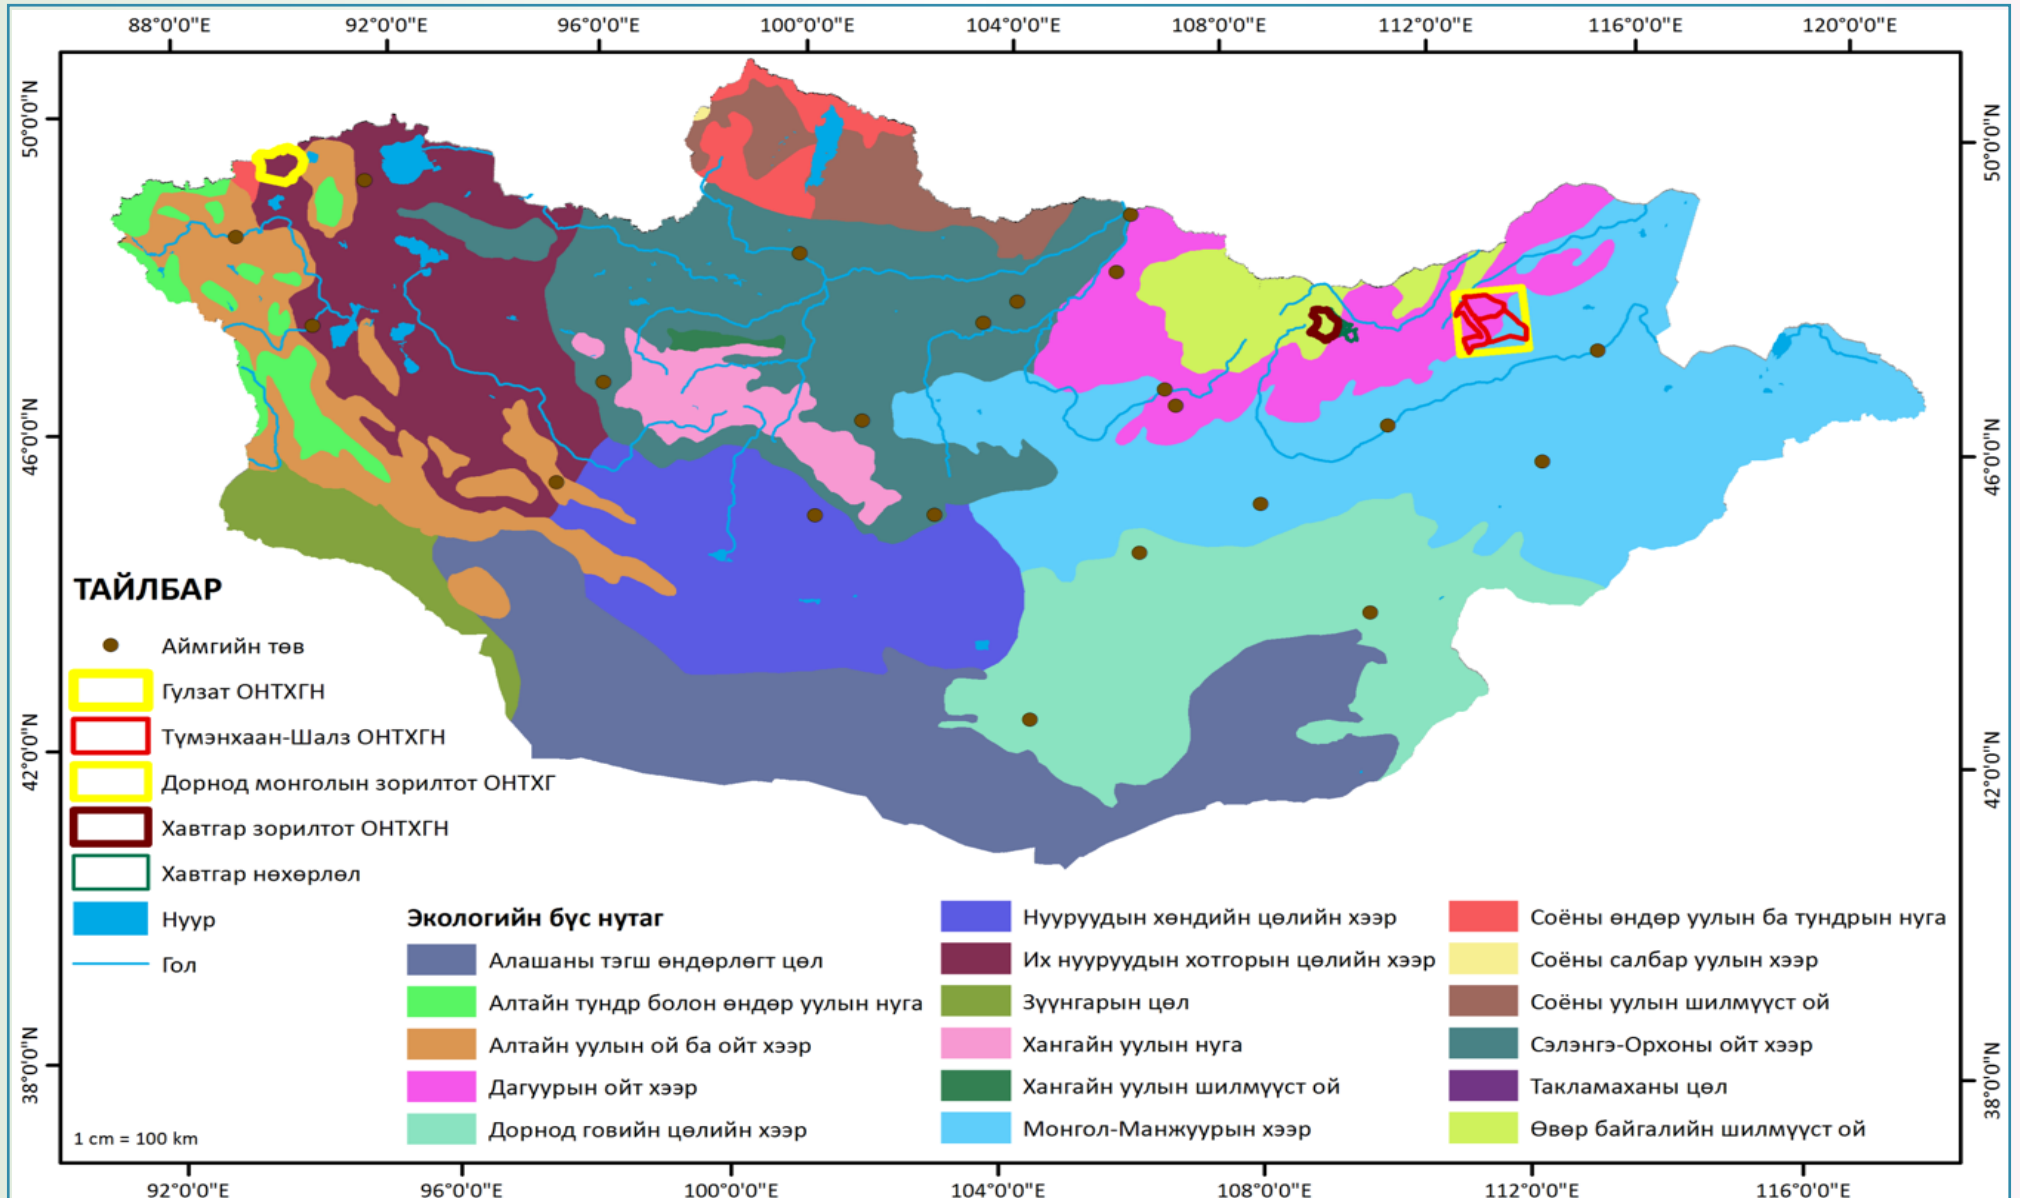 88°0'0"E 92°0'0"E 96°0'0"E 100°0'0"E 104°0'0"E 108°0'0"E 112°0'0"E 116°0'0"E 120°0'0"E
50°0'0"N 50°0'0"N
46°0'0"N 46°0'0"N
42°0'0"N 42°0'0"N
38°0'0"N 38°0'0"N
ТАЙЛБАР
Аймгийн төв
Гулзат ОНТХГН
Түмэнхаан-Шалз ОНТХГН
Дорнод монголын зорилтот ОНТХГ
Хавтгар зорилтот ОНТХГН
Хавтгар нөхөрлөл
Нуур
Гол
1 cm = 100 km
Экологийн бүс нутаг
Алашаны тэгш өндөрлөгт цөл
Алтайн тундр болон өндөр уулын нуга
Алтайн уулын ой ба ойт хээр
Дагуурын ойт хээр
Дорнод говийн цөлийн хээр
Нууруудын хөндийн цөлийн хээр
Их нууруудын хотгорын цөлийн хээр
Зүүнгарын цөл
Хангайн уулын нуга
Хангайн уулын шилмүүст ой
Монгол-Манжуурын хээр
Соёны өндөр уулын ба тундрын нуга
Соёны салбар уулын хээр
Соёны уулын шилмүүст ой
Сэлэнгэ-Орхоны ойт хээр
Такламаханы цөл
Өвөр байгалийн шилмүүст ой
92°0'0"E 96°0'0"E 100°0'0"E 104°0'0"E 108°0'0"E 112°0'0"E 116°0'0"E